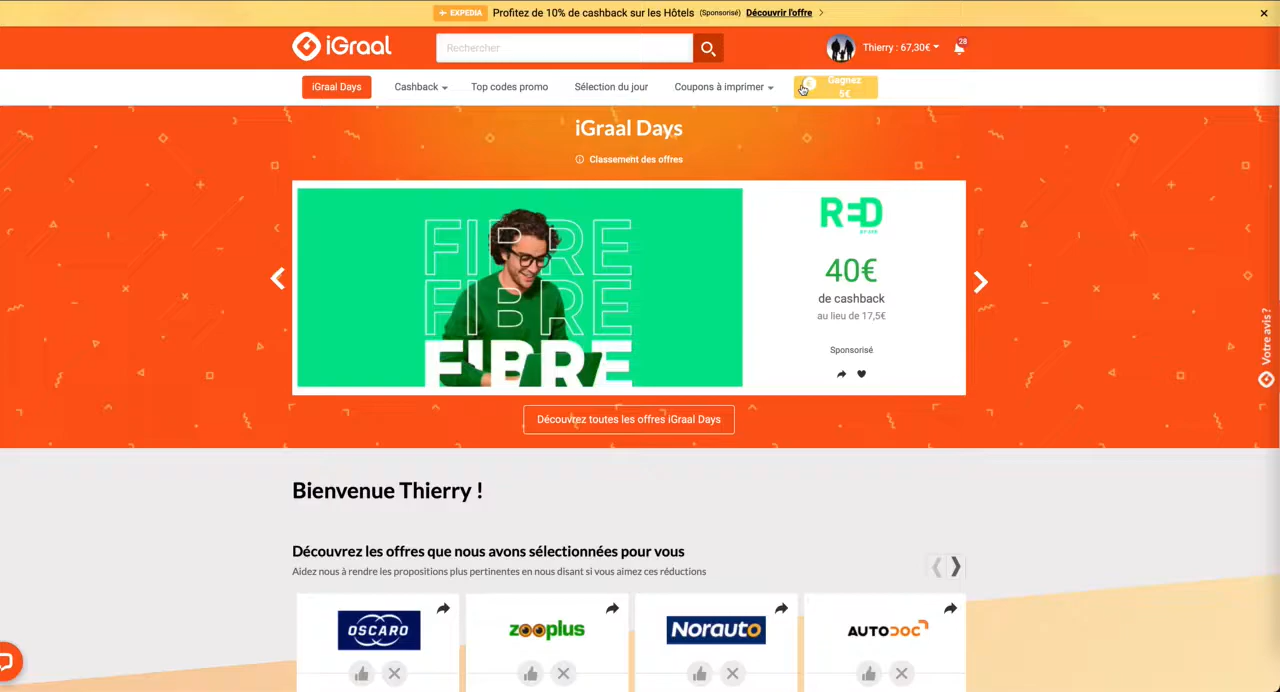 EXPEDIA Profitez de 10% de cashback sur les Hôtels (Sponsorisé) Découvrir l'offre
iGraal
Rechercher
Thierry : 67,30€
28
iGraal Days
Cashback
Top codes promo
Sélection du jour
Coupons à imprimer
Gagnez
5€
iGraal Days
Classement des offres
FIBRE
FIBRE
FIBRE
RED
BY SFR
40€
de cashback
au lieu de 17,5€
Sponsorisé
Votre avis ?
Découvrez toutes les offres iGraal Days
Bienvenue Thierry !
Découvrez les offres que nous avons sélectionnées pour vous
Aidez nous à rendre les propositions plus pertinentes en nous disant si vous aimez ces réductions
OSCARO
zooplus
Norauto
AUTODOC